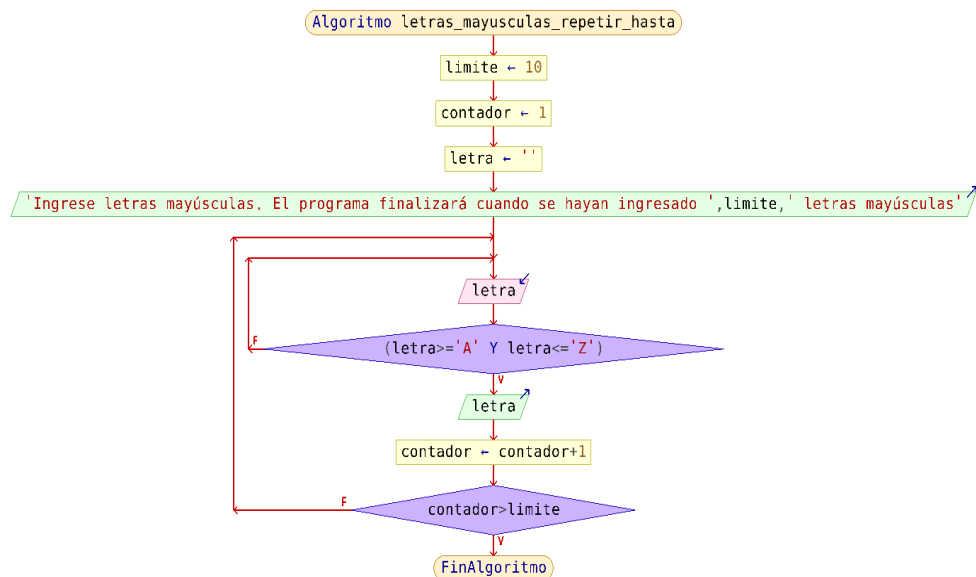 Algoritmo letras_mayusculas_repetir_hasta
limite ← 10
contador ← 1
letra ← ''
'Ingrese letras mayúsculas. El programa finalizará cuando se hayan ingresado ',limite,' letras mayúsculas'
letra
F
(letra>='A' Y letra<='Z')
V
letra
contador ← contador+1
F
contador>limite
V
FinAlgoritmo